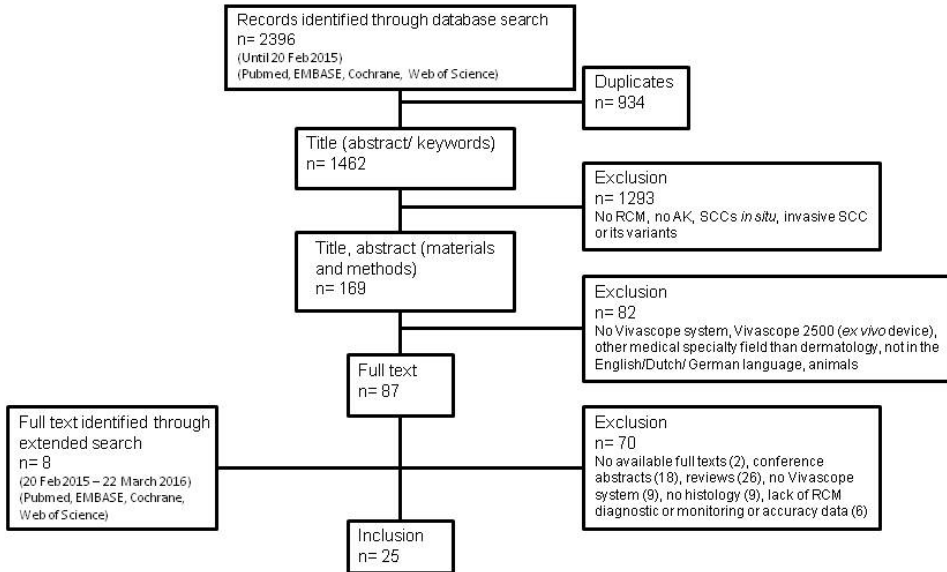 Records identified through database search
n= 2396
(Until 20 Feb 2015)
(Pubmed, EMBASE, Cochrane, Web of Science)
Duplicates
n= 934
Title (abstract/ keywords)
n= 1462
Exclusion
n= 1293
No RCM, no AK, SCCs in situ, invasive SCC
or its variants
Title, abstract (materials
and methods)
n= 169
Exclusion
n= 82
No Vivascope system, Vivascope 2500 (ex vivo device),
other medical specialty field than dermatology, not in the
English/Dutch/ German language, animals
Full text
n= 87
Full text identified through
extended search
n= 8
(20 Feb 2015 – 22 March 2016)
(Pubmed, EMBASE, Cochrane,
Web of Science)
Exclusion
n= 70
No available full texts (2), conference
abstracts (18), reviews (26), no Vivascope
system (9), no histology (9), lack of RCM
diagnostic or monitoring or accuracy data (6)
Inclusion
n= 25